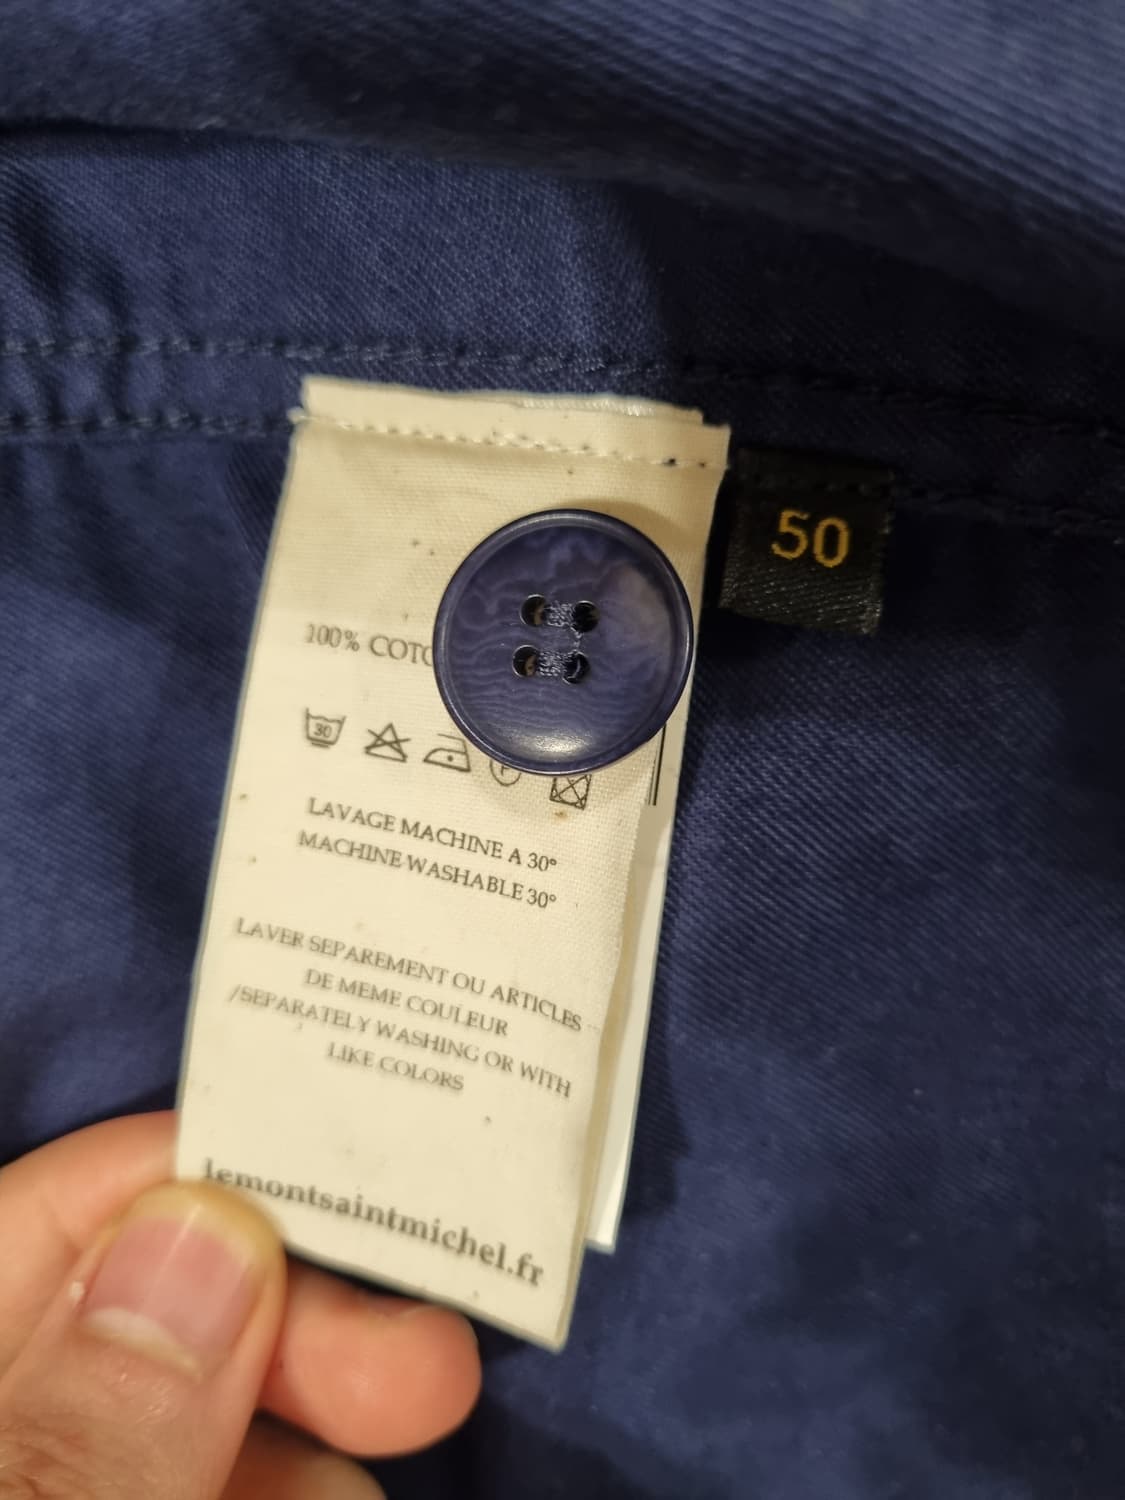 50
100%
30
LAVAGE MACHINE A 30°
MACHINE WASHABLE 30°
LAVER SEPAREMENT OU ARTICLES
DE MEME COULEUR
/SEPARATELY WASHING OR WITH
LIKE COLORS
lemontsaintmichel.fr